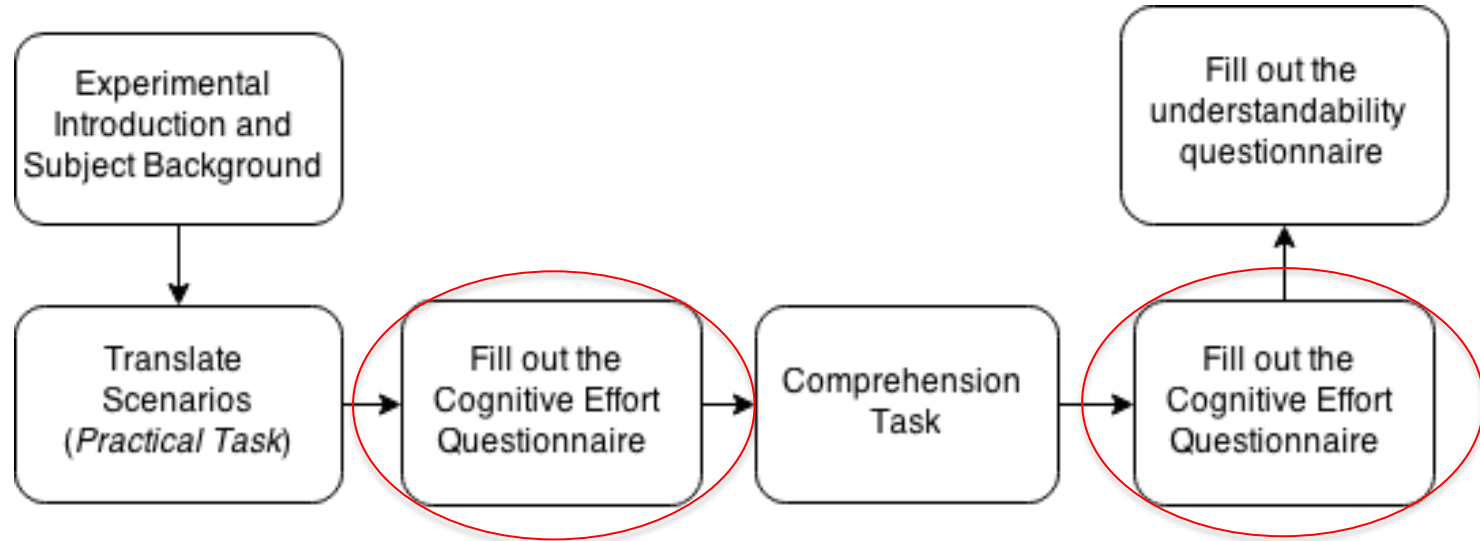 Experimental
Introduction and
Subject Background
Translate
Scenarios
(Practical Task)
Fill out the
Cognitive Effort
Questionnaire
Comprehension
Task
Fill out the
Cognitive Effort
Questionnaire
Fill out the
understandability
questionnaire